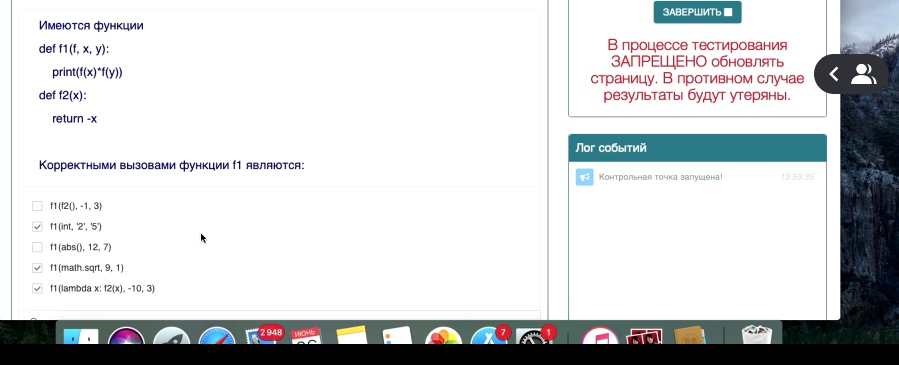 Имеются функции
def f1(f, x, y):
print(f(x)*f(y))
def f2(x):
return -x
Корректными вызовами функции f1 являются:
f1(f2(), -1, 3)
f1(int, '2', '5')
f1(abs(), 12, 7)
f1(math.sqrt, 9, 1)
f1(lambda x: f2(x), -10, 3)
ЗАВЕРШИТЬ
В процессе тестирования
ЗАПРЕЩЕНО обновлять
страницу. В противном случае
результаты будут утеряны.
Лог событий
Контрольная точка запущена! 13:59:35
2 948
ИЮНЬ
7
1